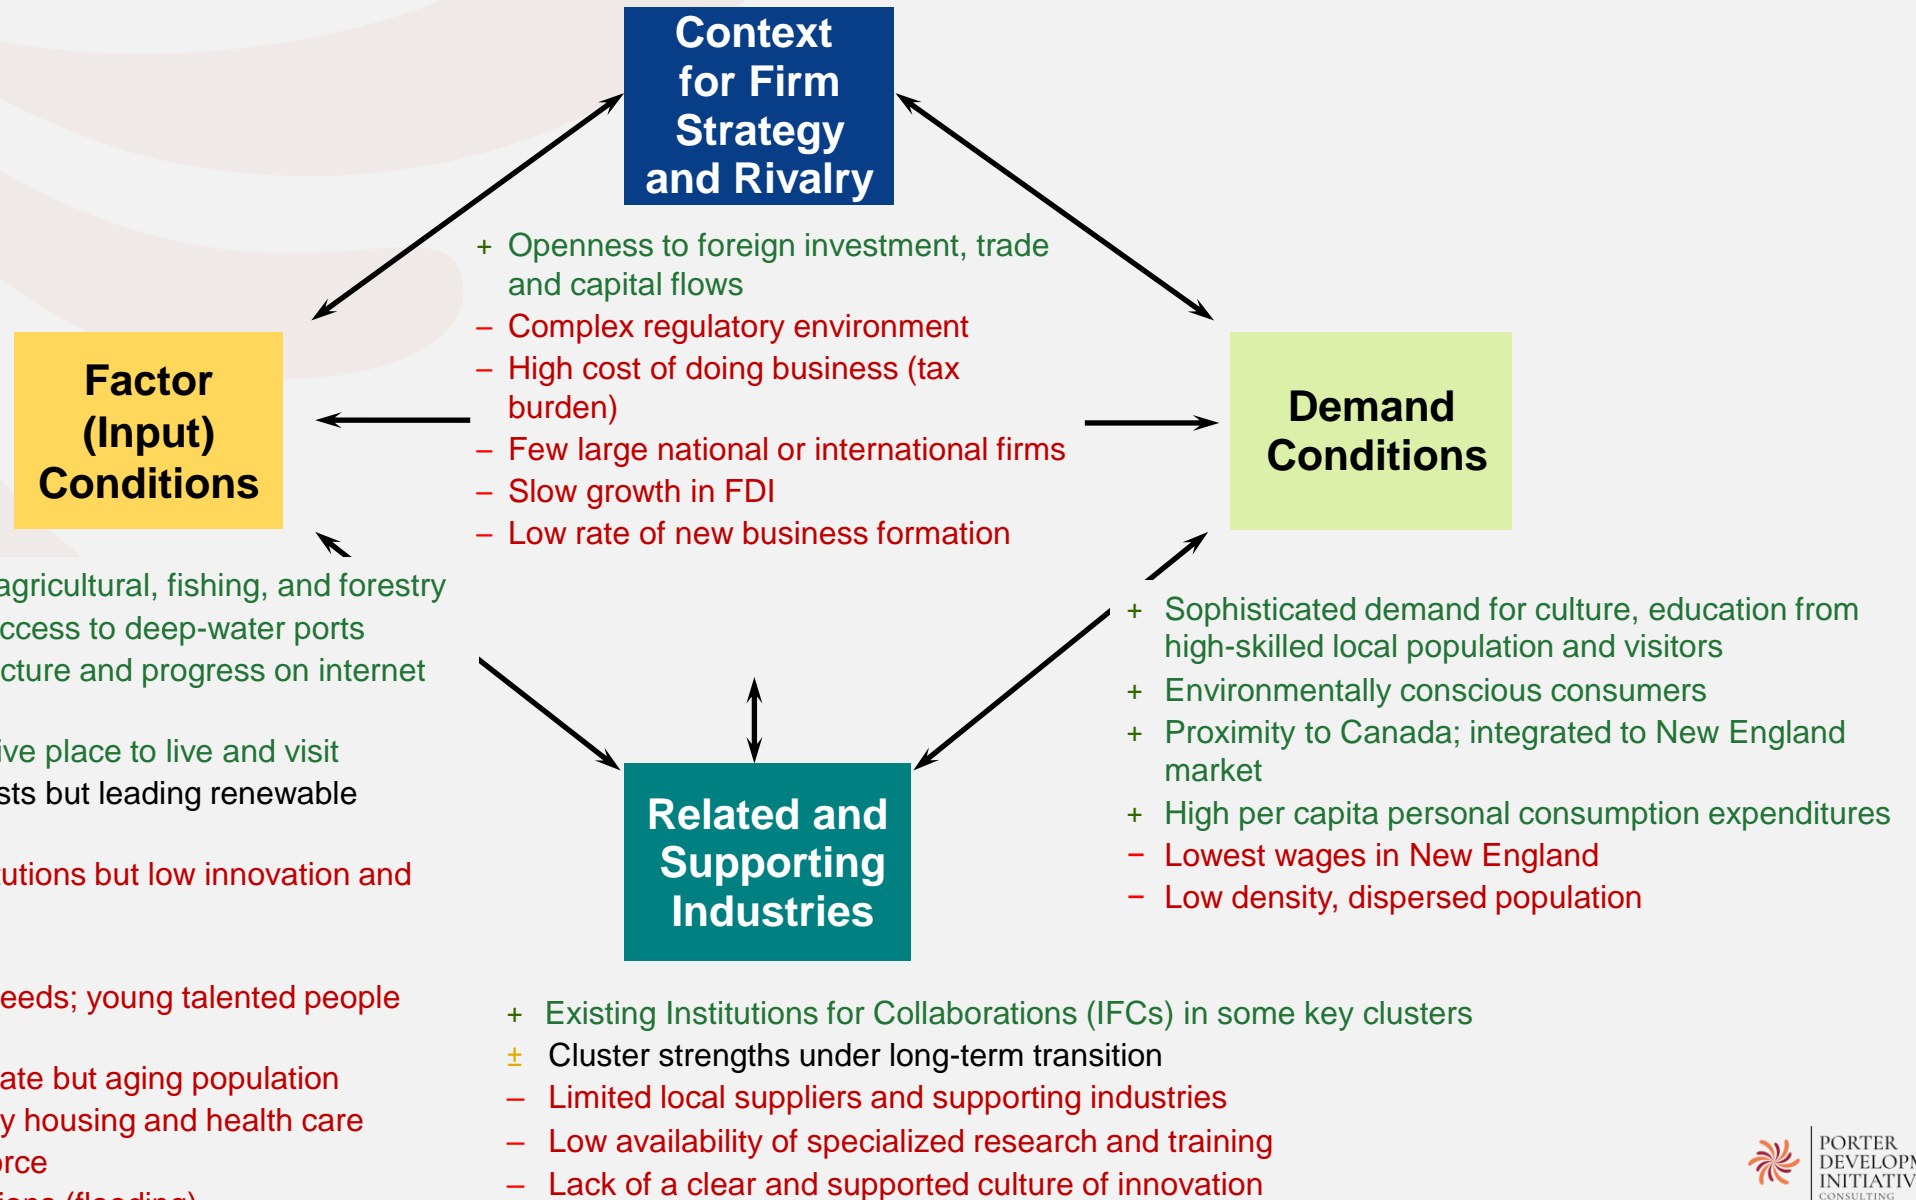 Context
for Firm
Strategy
and Rivalry
+ Openness to foreign investment, trade
and capital flows
– Complex regulatory environment
– High cost of doing business (tax
burden)
– Few large national or international firms
– Slow growth in FDI
– Low rate of new business formation
Factor
(Input)
Conditions
Demand
Conditions
agricultural, fishing, and forestry
ccess to deep-water ports
cture and progress on internet
ive place to live and visit
sts but leading renewable
tutions but low innovation and
eeds; young talented people
ate but aging population
y housing and health care
orce
ions (flooding)
+ Sophisticated demand for culture, education from
high-skilled local population and visitors
+ Environmentally conscious consumers
+ Proximity to Canada; integrated to New England
market
+ High per capita personal consumption expenditures
– Lowest wages in New England
– Low density, dispersed population
Related and
Supporting
Industries
+ Existing Institutions for Collaborations (IFCs) in some key clusters
± Cluster strengths under long-term transition
– Limited local suppliers and supporting industries
– Low availability of specialized research and training
– Lack of a clear and supported culture of innovation
PORTER
DEVELOPM
INITIATIV
CONSULTING